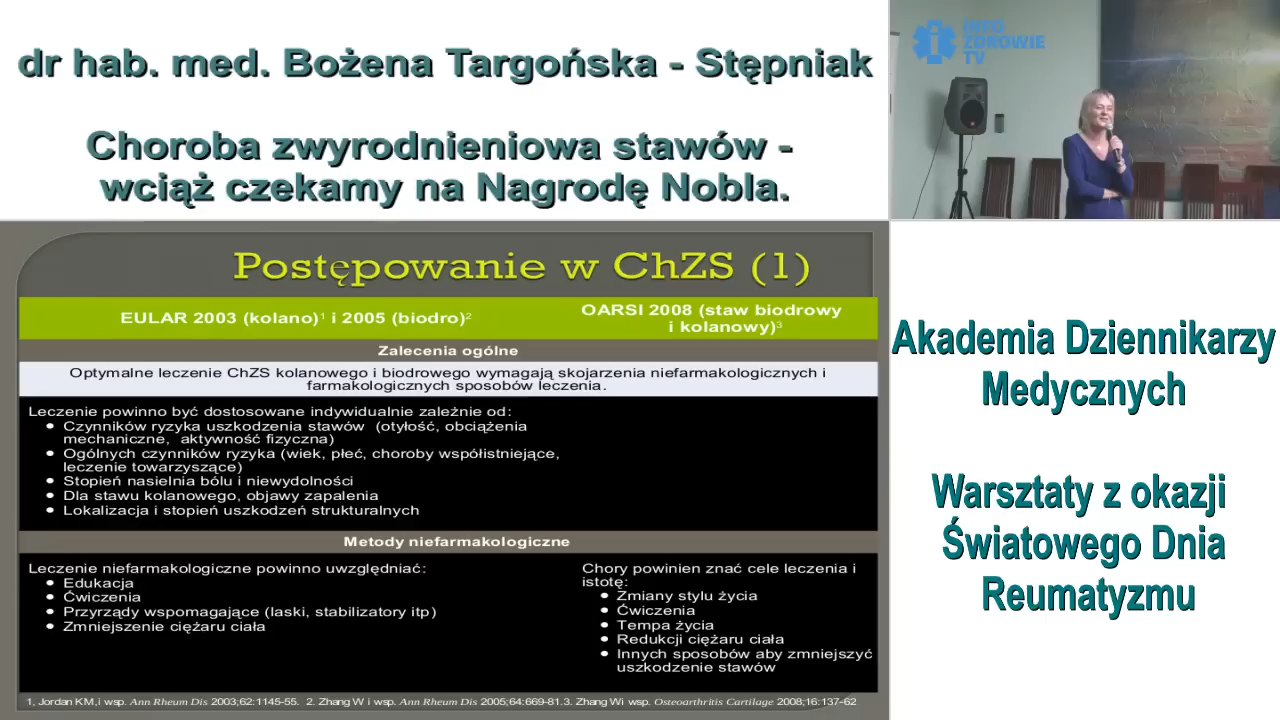 dr hab. med. Bożena Targońska - Stępniak
Choroba zwyrodnieniowa stawów -
wciąż czekamy na Nagrodę Nobla.
INFO
ZDROWIE
TV
Postępowanie w ChZS (1)
EULAR 2003 (kolano)¹ i 2005 (biodro)²
OARSI 2008 (staw biodrowy
i kolanowy)³
Zalecenia ogólne
Optymalne leczenie ChZS kolanowego i biodrowego wymagają skojarzenia niefarmakologicznych i
farmakologicznych sposobów leczenia.
Leczenie powinno być dostosowane indywidualnie zależnie od:
● Czynników ryzyka uszkodzenia stawów (otyłość, obciążenia
mechaniczne, aktywność fizyczna)
● Ogólnych czynników ryzyka (wiek, płeć, choroby współistniejące,
leczenie towarzyszące)
● Stopień nasielnia bólu i niewydolności
● Dla stawu kolanowego, objawy zapalenia
● Lokalizacja i stopień uszkodzeń strukturalnych
Metody niefarmakologiczne
Leczenie niefarmakologiczne powinno uwzględniać:
● Edukacja
● Ćwiczenia
● Przyrządy wspomagające (laski, stabilizatory itp)
● Zmniejszenie ciężaru ciała
Chory powinien znać cele leczenia i
istotę:
● Zmiany stylu życia
● Ćwiczenia
● Tempa życia
● Redukcji ciężaru ciała
● Innych sposobów aby zmniejszyć
uszkodzenie stawów
1, Jordan KM,i wsp. Ann Rheum Dis 2003;62:1145-55. 2. Zhang W i wsp. Ann Rheum Dis 2005;64:669-81.3. Zhang Wi wsp. Osteoarthritis Cartilage 2008;16:137-62
Akademia Dziennikarzy
Medycznych
Warsztaty z okazji
Światowego Dnia
Reumatyzmu